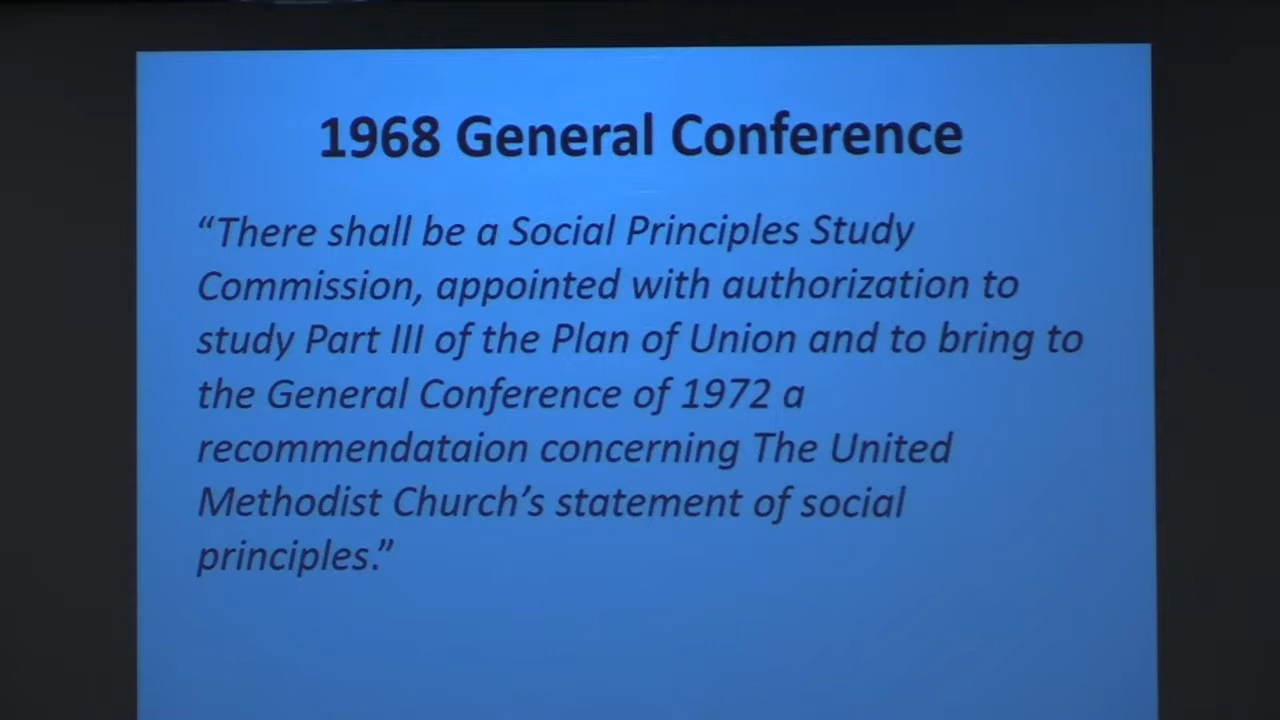 1968 General Conference
“There shall be a Social Principles Study
Commission, appointed with authorization to
study Part III of the Plan of Union and to bring to
the General Conference of 1972 a
recommendataion concerning The United
Methodist Church’s statement of social
principles.”